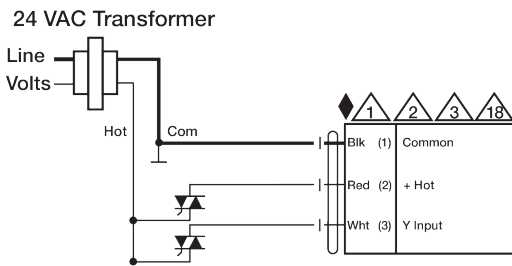 24 VAC Transformer
Line
Volts
Hot
Com
1 2 3 18
Blk (1) Common
Red (2) + Hot
Wht (3) Y Input